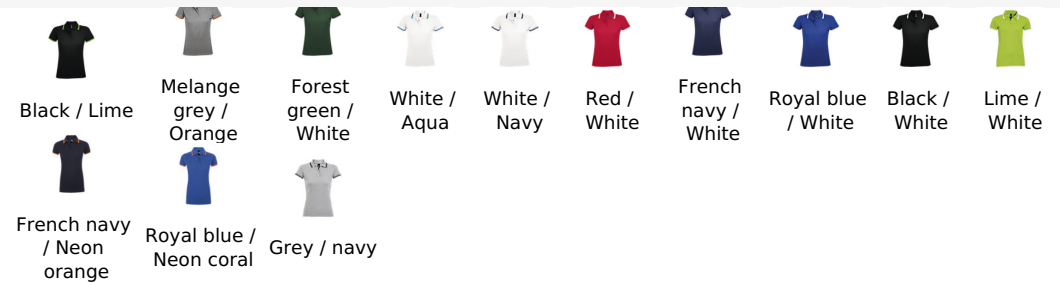 Black / Lime
Melange
grey /
Orange
Forest
green /
White
White /
Aqua
White /
Navy
Red /
White
French
navy /
White
Royal blue
/ White
Black /
White
Lime /
White
French navy
/ Neon
orange
Royal blue /
Neon coral
Grey / navy